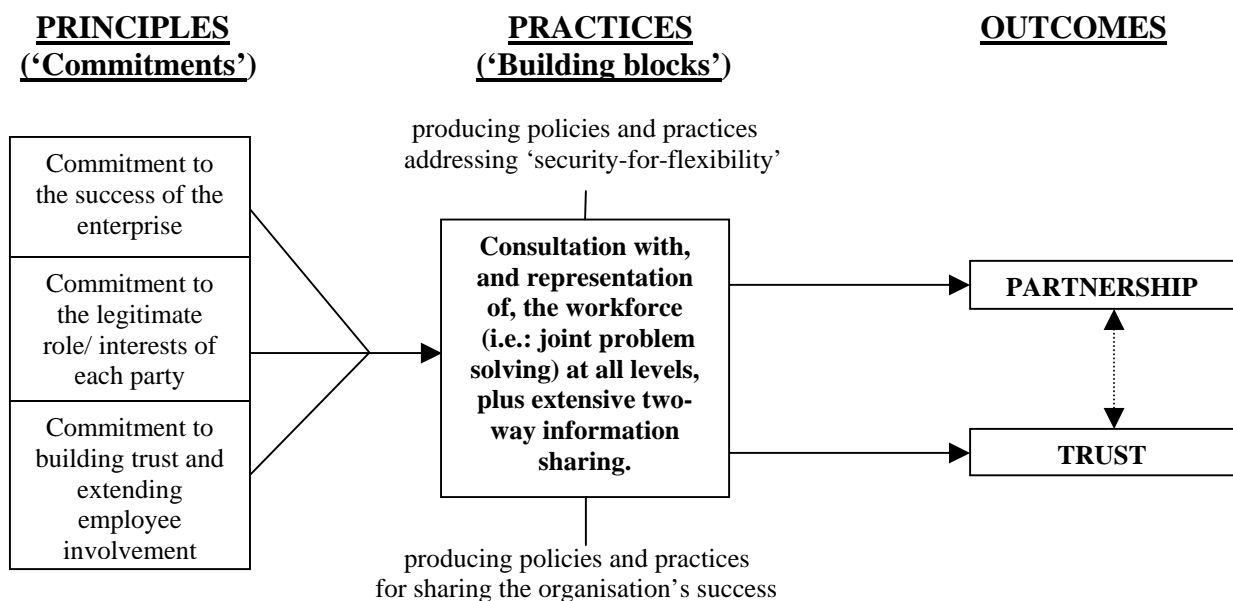 PRINCIPLES
(‘Commitments’)
PRACTICES
(‘Building blocks’)
OUTCOMES
producing policies and practices
addressing ‘security-for-flexibility’
Commitment to
the success of the
enterprise
Commitment to
the legitimate
role/ interests of
each party
Commitment to
building trust and
extending
employee
involvement
Consultation with,
and representation
of, the workforce
(i.e.: joint problem
solving) at all levels,
plus extensive two-
way information
sharing.
PARTNERSHIP
TRUST
producing policies and practices
for sharing the organisation’s success